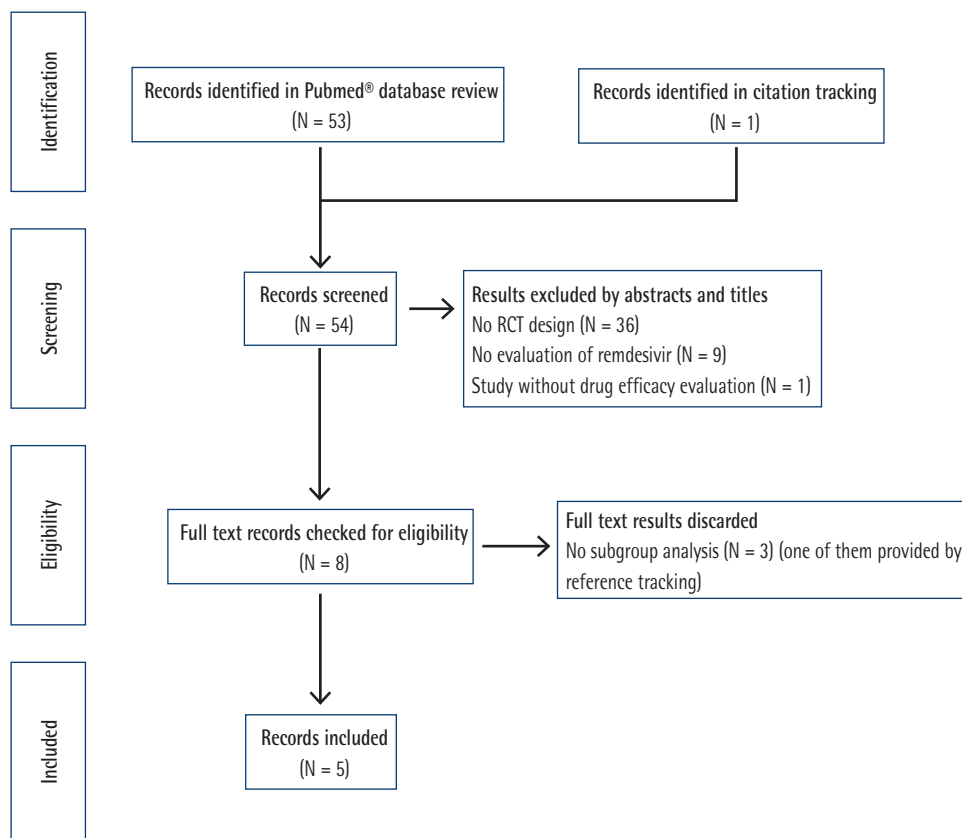 Identification
Records identified in Pubmed® database review
(N = 53)
Records identified in citation tracking
(N = 1)
Screening
Records screened
(N = 54)
Results excluded by abstracts and titles
No RCT design (N = 36)
No evaluation of remdesivir (N = 9)
Study without drug efficacy evaluation (N = 1)
Eligibility
Full text records checked for eligibility
(N = 8)
Full text results discarded
No subgroup analysis (N = 3) (one of them provided by
reference tracking)
Included
Records included
(N = 5)